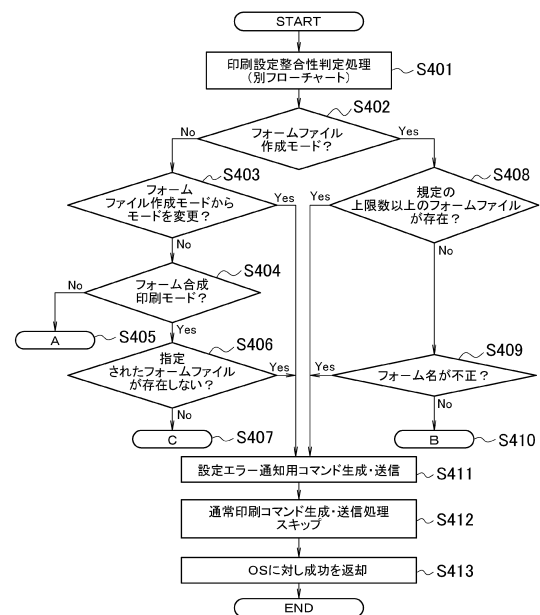 START
印刷設定整合性判定処理
(別フローチャート)
S401
S402
フォームファイル
作成モード?
No
Yes
S403
フォーム
ファイル作成モードから
モードを変更?
Yes
No
S408
規定の
上限数以上のフォームファイル
が存在?
Yes
No
S404
フォーム合成
印刷モード?
No
Yes
A
S405
S406
指定
されたフォームファイル
が存在しない?
Yes
No
S409
フォーム名が不正?
Yes
No
C
S407
B
S410
設定エラー通知用コマンド生成・送信
S411
通常印刷コマンド生成・送信処理
スキップ
S412
OSに対し成功を返却
S413
END